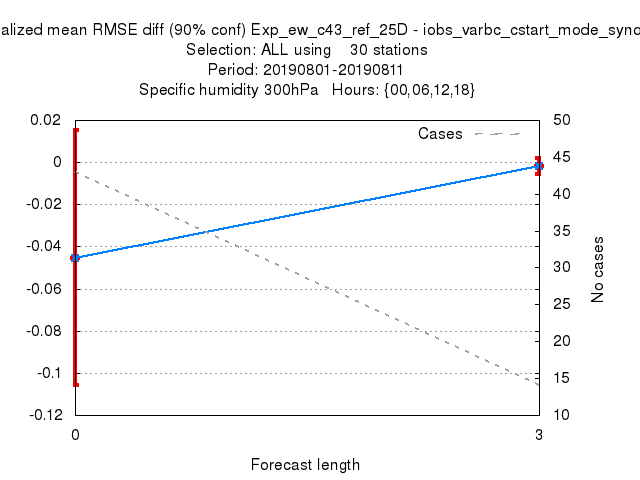 alized mean RMSE diff (90% conf) Exp_ew_c43_ref_25D - iobs_varbc_cstart_mode_syno
Selection: ALL using 30 stations
Period: 20190801-20190811
Specific humidity 300hPa Hours: {00,06,12,18}
0.02
0
-0.02
-0.04
-0.06
-0.08
-0.1
-0.12
Cases
50
45
40
35
30
25
20
15
10
No cases
0
3
Forecast length